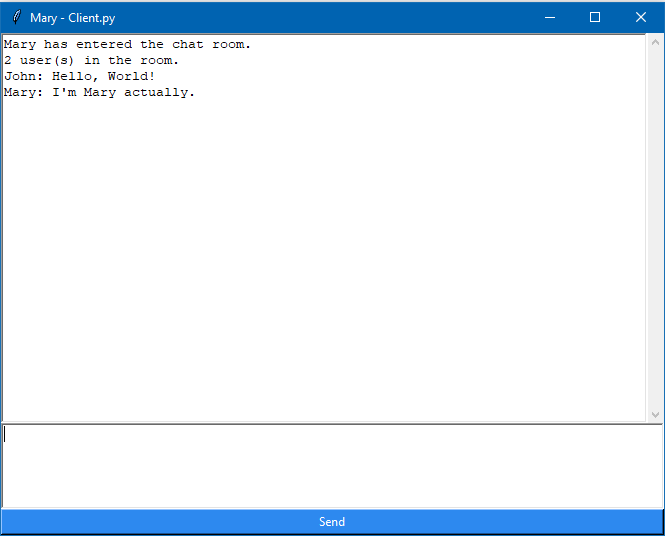 Mary - Client.py
Mary has entered the chat room.
2 user(s) in the room.
John: Hello, World!
Mary: I'm Mary actually.
Send